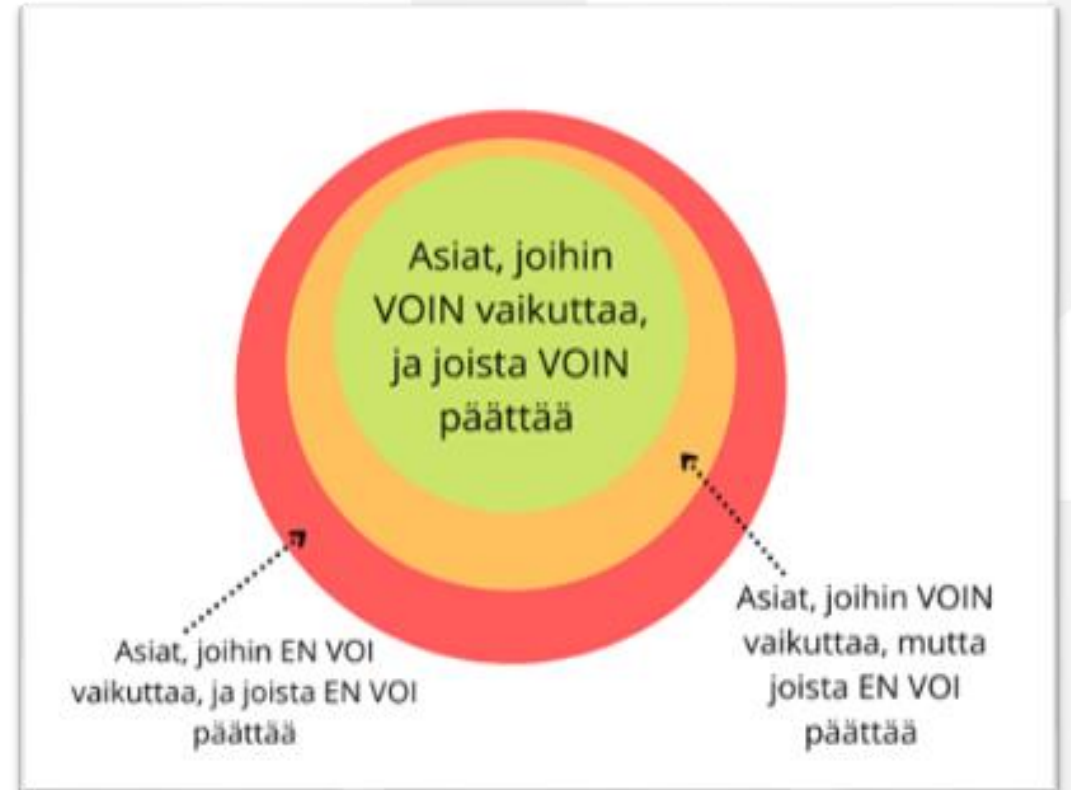 Asiat, joihin
VOIN vaikuttaa,
ja joista VOIN
päättää
Asiat, joihin EN VOI
vaikuttaa, ja joista EN VOI
päättää
Asiat, joihin VOIN
vaikuttaa, mutta
joista EN VOI
päättää